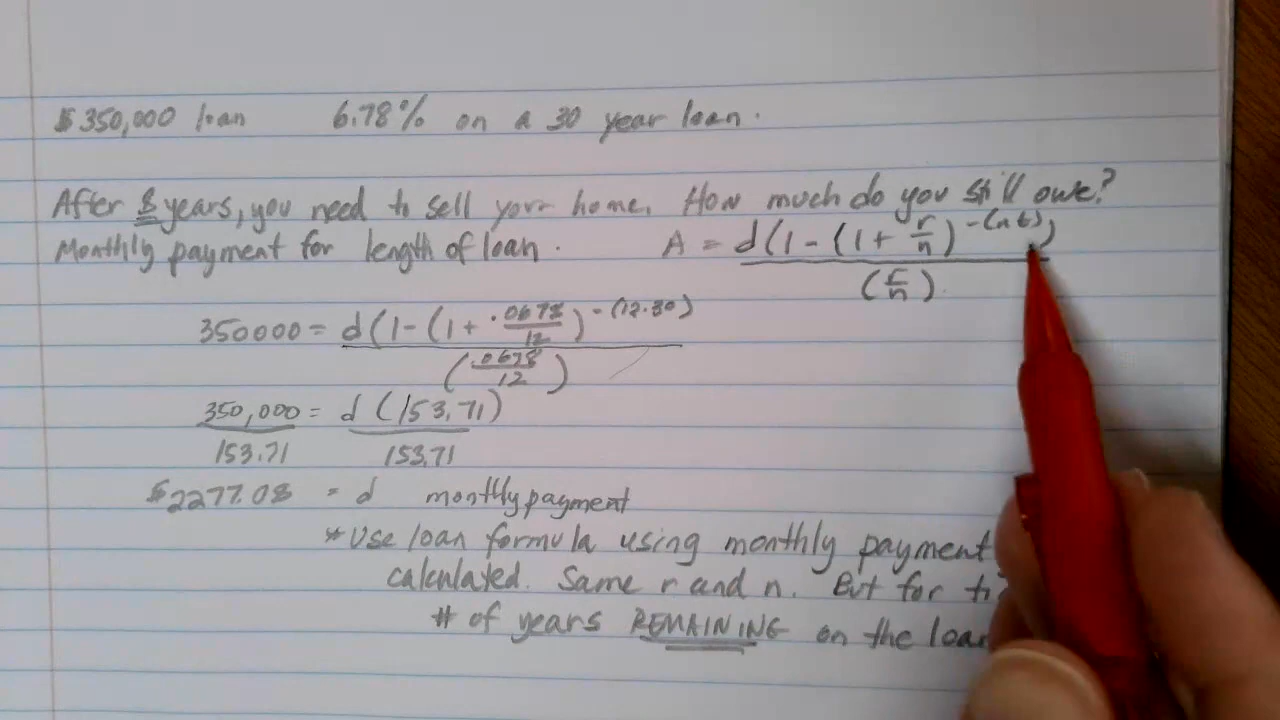 $350,000 loan 6.78% on a 30 year loan.
After 8 years, you need to sell your home. How much do you still owe?
Monthly payment for length of loan. A = d(1-(1+r/n)^-(nt))/(r/n)
350000 = d(1-(1+.0678/12)^-(12.30))/(.0678/12)
350,000/153.71 = d(153.71)/153.71
$2277.08 = d monthly payment
*Use loan formula using monthly payment
calculated. Same r and n. But for
# of years REMAINING on the